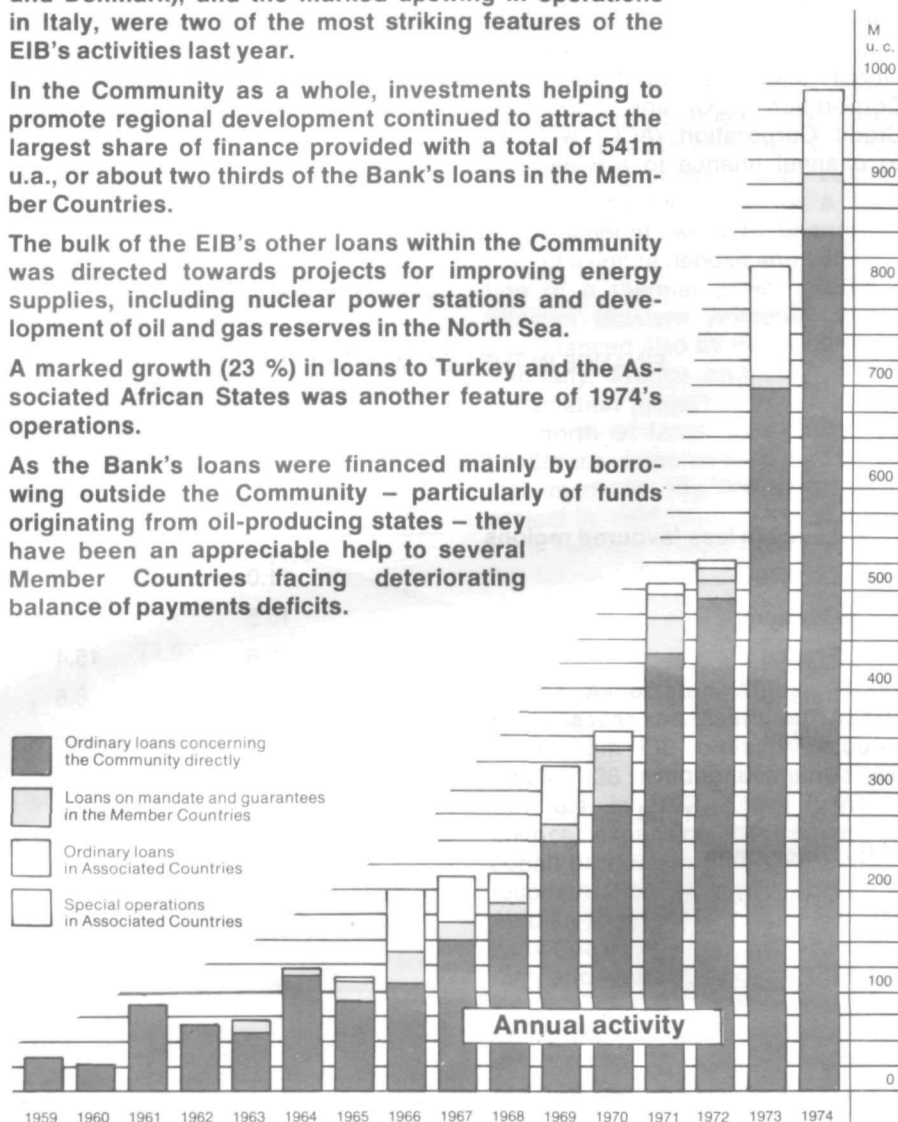 in Italy, were two of the most striking features of the
EIB's activities last year.
In the Community as a whole, investments helping to
promote regional development continued to attract the
largest share of finance provided with a total of 541m
u.a., or about two thirds of the Bank's loans in the Mem-
ber Countries.
The bulk of the EIB's other loans within the Community
was directed towards projects for improving energy
supplies, including nuclear power stations and deve-
lopment of oil and gas reserves in the North Sea.
A marked growth (23 %) in loans to Turkey and the As-
sociated African States was another feature of 1974's
operations.
As the Bank's loans were financed mainly by borro-
wing outside the Community – particularly of funds
originating from oil-producing states – they
have been an appreciable help to several
Member Countries facing deteriorating
balance of payments deficits.
Ordinary loans concerning
the Community directly
Loans on mandate and guarantees
in the Member Countries
Ordinary loans
in Associated Countries
Special operations
in Associated Countries
Annual activity
M
u. c.
1000
900
800
700
600
500
400
300
200
100
0
1959 1960 1961 1962 1963 1964 1965 1966 1967 1968 1969 1970 1971 1972 1973 1974